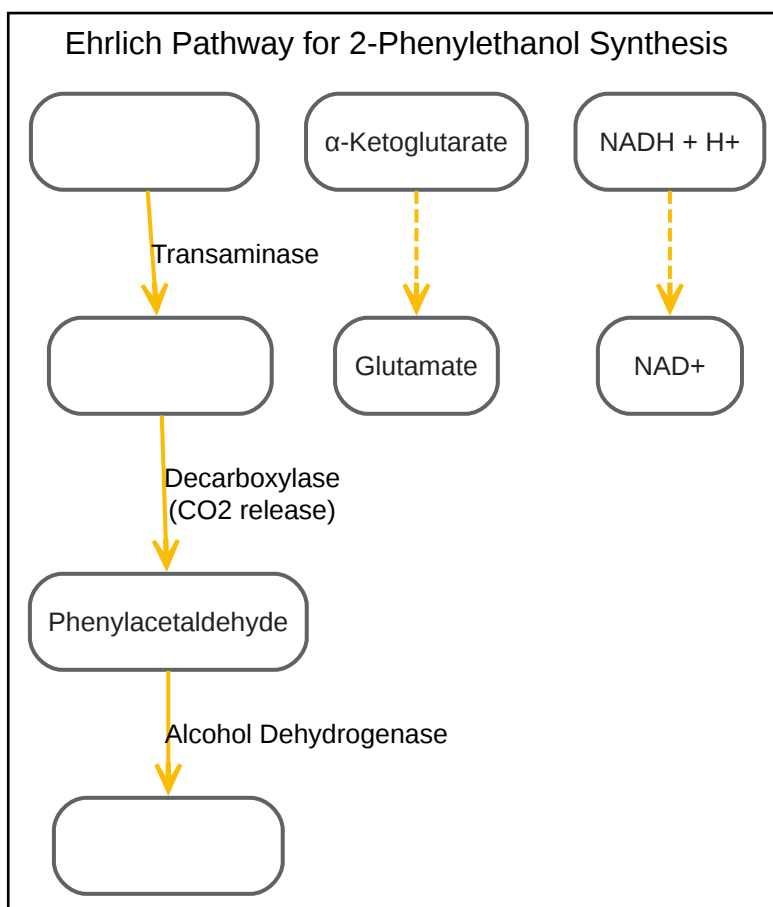 Ehrlich Pathway for 2-Phenylethanol Synthesis
α-Ketoglutarate
NADH + H+
Transaminase
Glutamate
NAD+
Decarboxylase
(CO2 release)
Phenylacetaldehyde
Alcohol Dehydrogenase